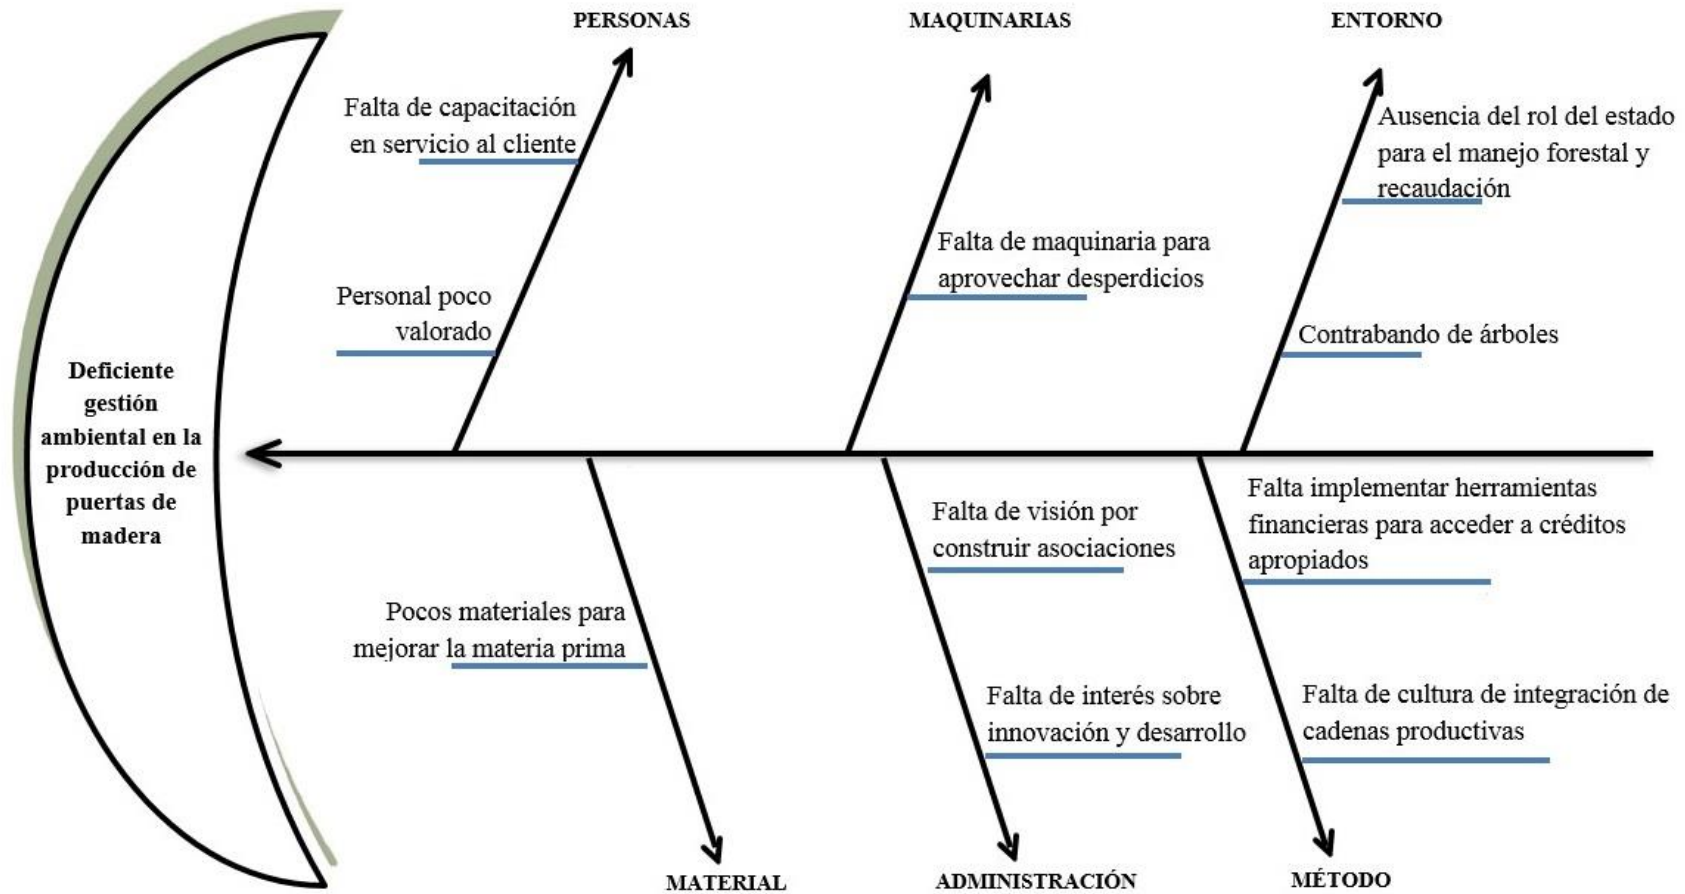 PERSONAS
MAQUINARIAS
ENTORNO
Falta de capacitación
en servicio al cliente
Personal poco
valorado
Falta de maquinaria para
aprovechar desperdicios
Ausencia del rol del estado
para el manejo forestal y
recaudación
Contrabando de árboles
Deficiente
gestión
ambiental en la
producción de
puertas de
madera
Pocos materiales para
mejorar la materia prima
Falta de visión por
construir asociaciones
Falta de interés sobre
innovación y desarrollo
Falta implementar herramientas
financieras para acceder a créditos
apropiados
Falta de cultura de integración de
cadenas productivas
MATERIAL
ADMINISTRACIÓN
MÉTODO